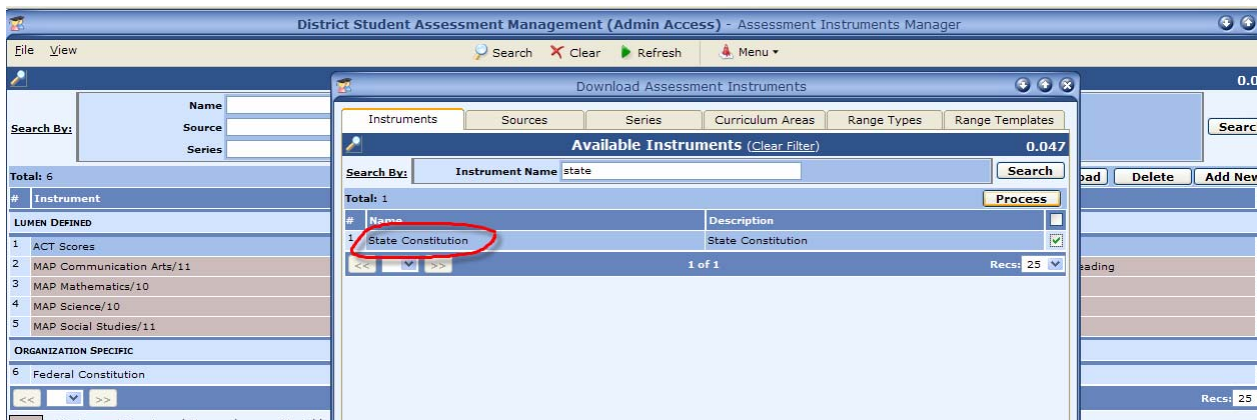 District Student Assessment Management (Admin Access) - Assessment Instruments Manager
File View
Search Clear Refresh Menu
Search By:
Name
Source
Series
Total: 6
Delete Add New
# Instrument
LUMEN DEFINED
1 ACT Scores
2 MAP Communication Arts/11
3 MAP Mathematics/10
4 MAP Science/10
5 MAP Social Studies/11
ORGANIZATION SPECIFIC
6 Federal Constitution
<< >>
Recs: 25
Download Assessment Instruments
Instruments Sources Series Curriculum Areas Range Types Range Templates
Available Instruments (Clear Filter) 0.047
Search By: Instrument Name state Search
Total: 1 Process
# Name Description
1 State Constitution State Constitution
<< >> 1 of 1 Recs: 25